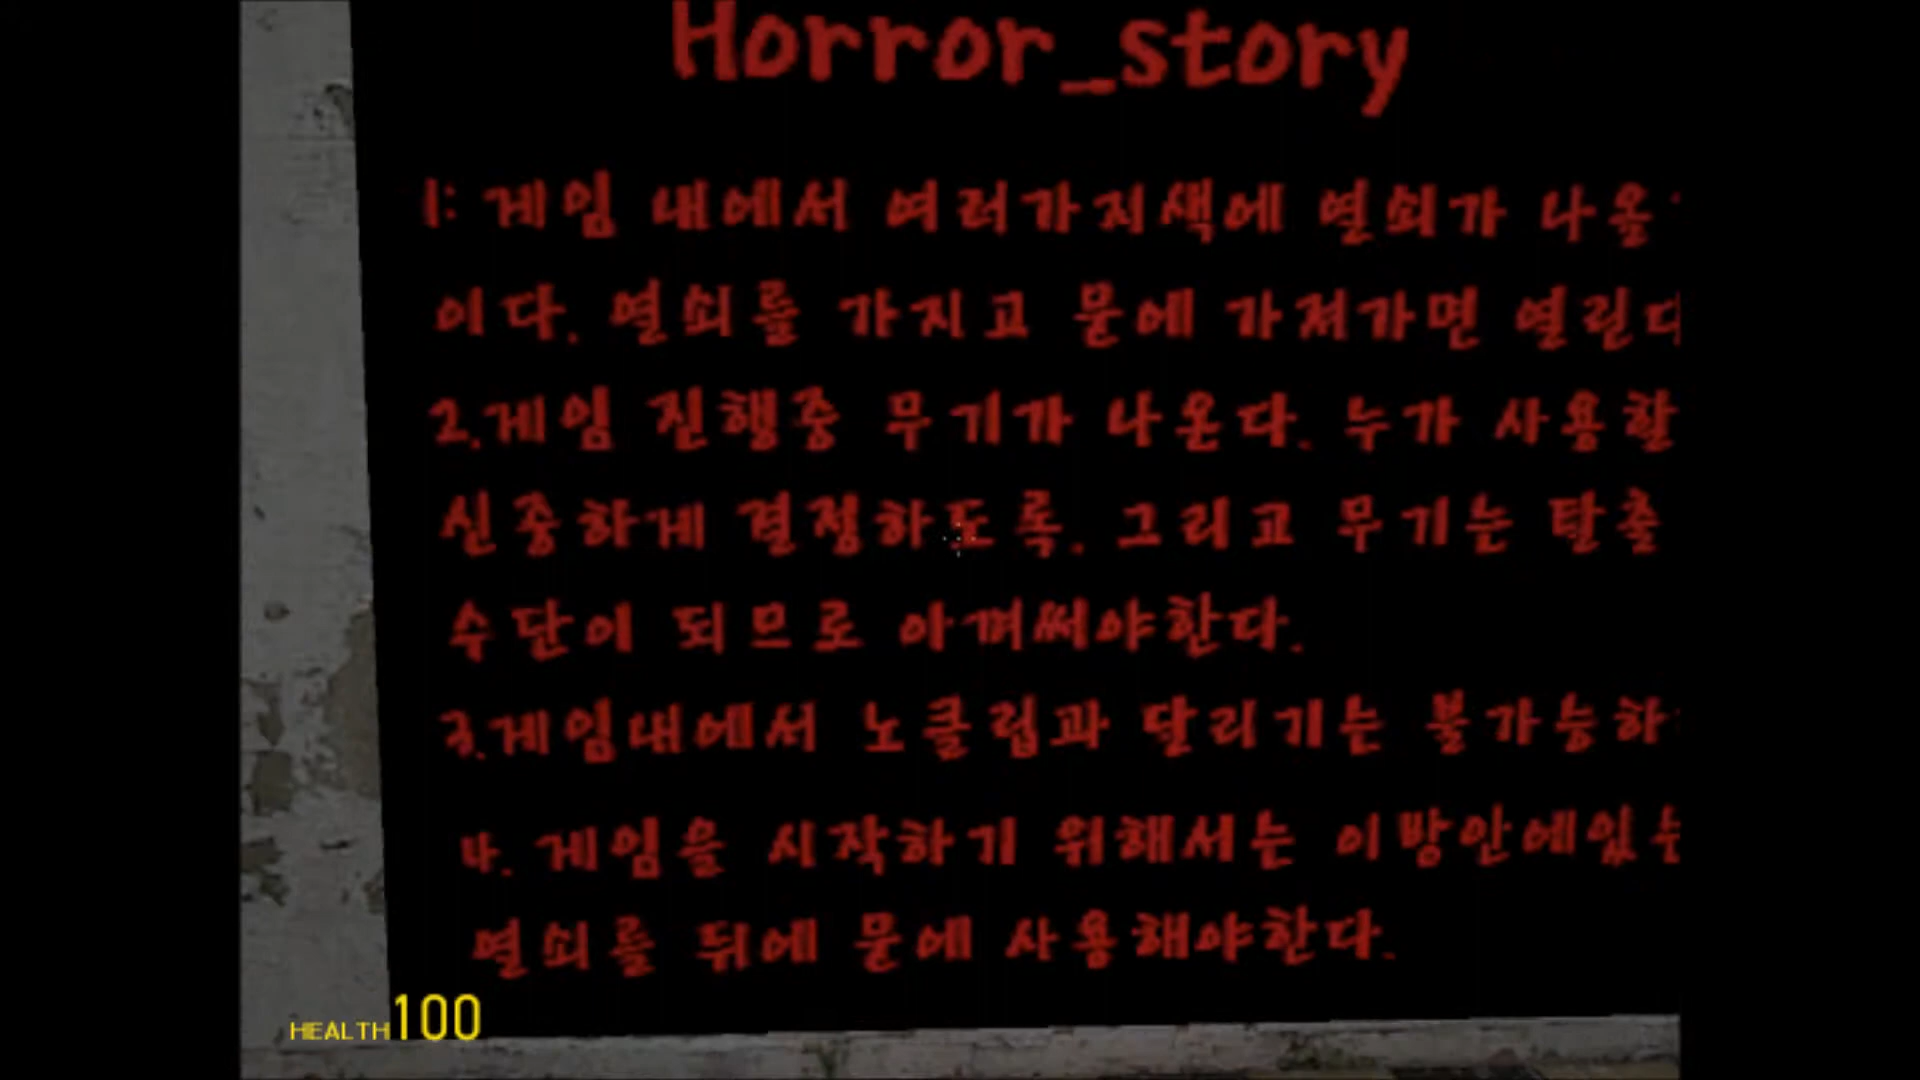 Horror_story
1: 게임 내에서 여러가지색에 열쇠가 나올
이다. 열쇠를 가지고 문에 가져가면 열린다
2.게임 진행중 무기가 나온다. 누가 사용할
신중하게 결정하도록. 그리고 무기는 탈출
수단이 되므로 아껴써야한다.
3.게임내에서 노클립과 달리기는 불가능하
4. 게임을 시작하기 위해서는 이방안에있는
열쇠를 뒤에 문에 사용해야한다.
HEALTH 100